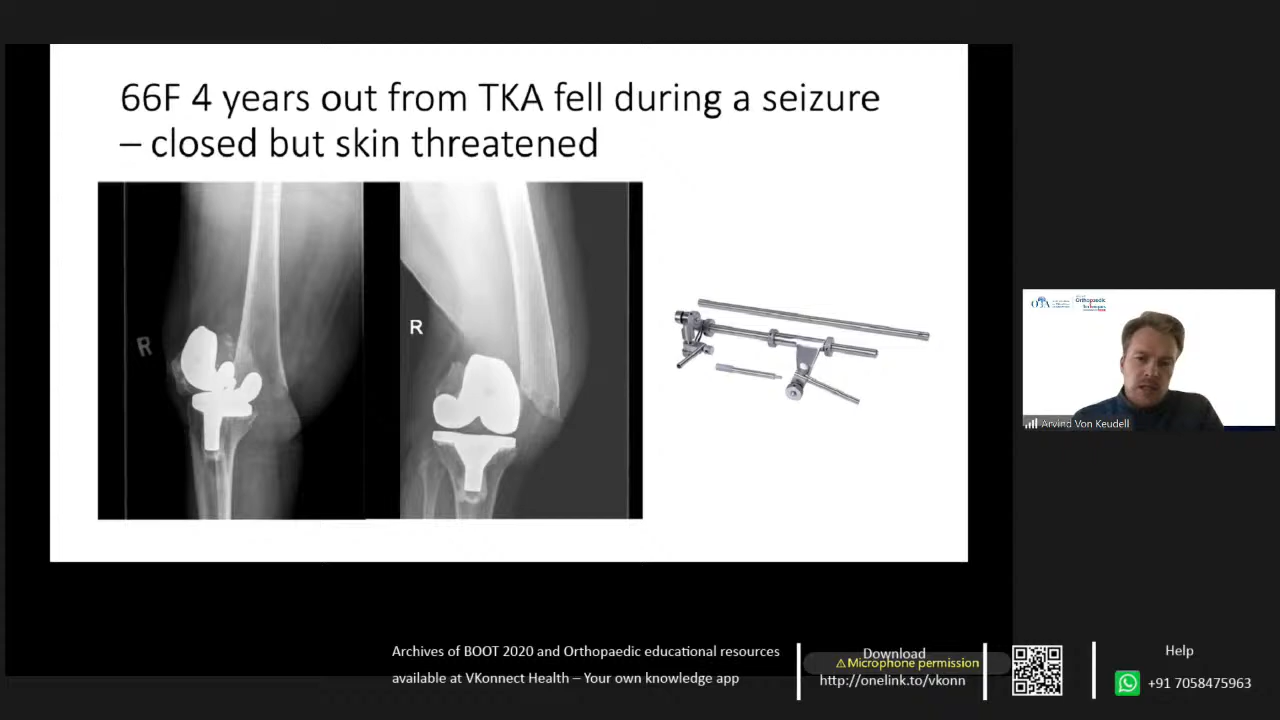 66F 4 years out from TKA fell during a seizure
– closed but skin threatened
R
R
OTA
Orthopaedic
Arvind Von Keudell
Archives of BOOT 2020 and Orthopaedic educational resources
available at VKonnect Health – Your own knowledge app
Download
⚠Microphone permission
http://onelink.to/vkonn
Help
+91 7058475963